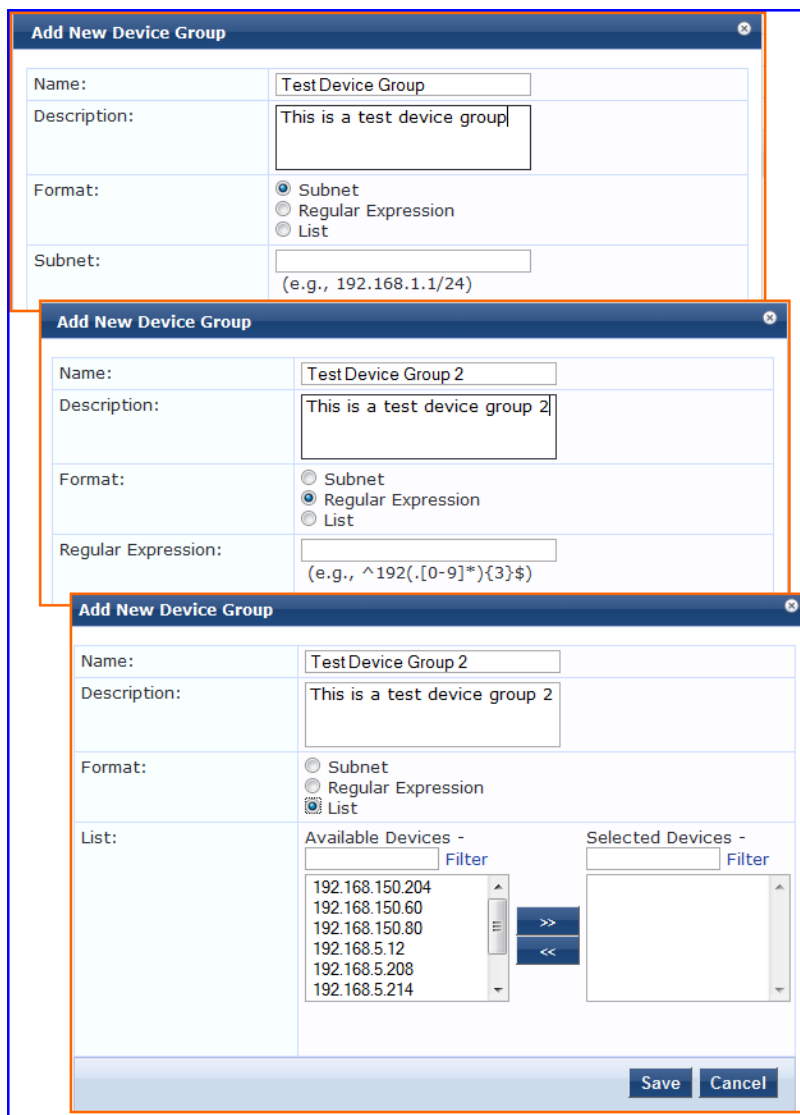 Add New Device Group
Name: Test Device Group
Description: This is a test device group
Format: Subnet
Regular Expression
List
Subnet:
(e.g., 192.168.1.1/24)
Add New Device Group
Name: Test Device Group 2
Description: This is a test device group 2
Format: Subnet
Regular Expression
List
Regular Expression:
(e.g., ^192(.[0-9]*){3}$)
Add New Device Group
Name: Test Device Group 2
Description: This is a test device group 2
Format: Subnet
Regular Expression
List
List: Available Devices - Selected Devices -
Filter Filter
192.168.150.204
192.168.150.60
192.168.150.80 >>
192.168.5.12 <<
192.168.5.208
192.168.5.214
Save Cancel